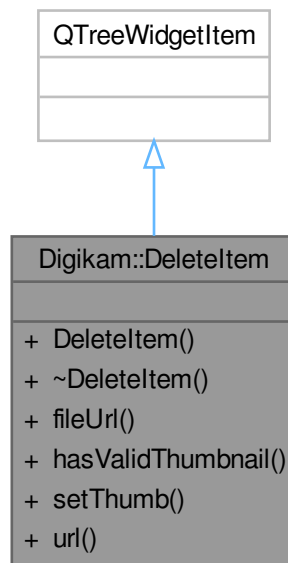 QTreeWidgetItem
Digikam::DeleteItem
+ DeleteItem()
+ ~DeleteItem()
+ fileUrl()
+ hasValidThumbnail()
+ setThumb()
+ url()